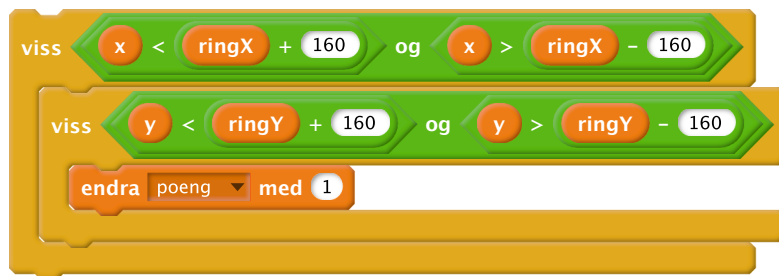 viss x < ringX + 160 og x > ringX - 160
viss y < ringY + 160 og y > ringY - 160
endra poeng med 1